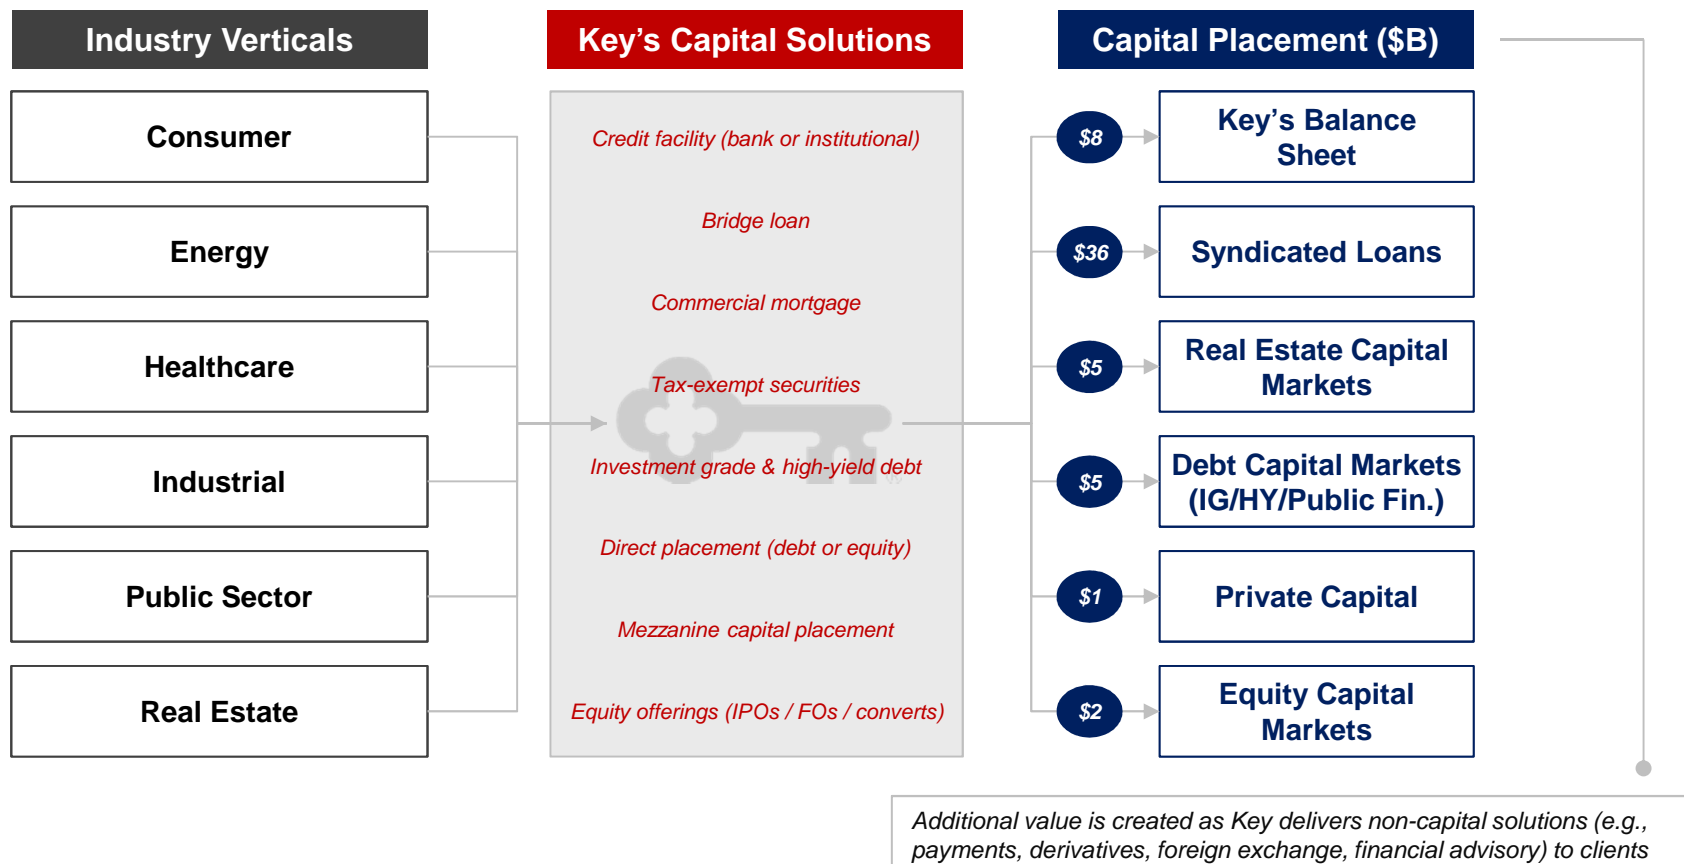 Industry Verticals
Key's Capital Solutions
Capital Placement ($B)
Consumer
Energy
Healthcare
Industrial
Public Sector
Real Estate
Credit facility (bank or institutional)
Bridge loan
Commercial mortgage
Tax-exempt securities
Investment grade & high-yield debt
Direct placement (debt or equity)
Mezzanine capital placement
Equity offerings (IPOs / FOs / converts)
$8
Key's Balance
Sheet
$36
Syndicated Loans
$5
Real Estate Capital
Markets
$5
Debt Capital Markets
(IG/HY/Public Fin.)
$1
Private Capital
$2
Equity Capital
Markets
Additional value is created as Key delivers non-capital solutions (e.g.,
payments, derivatives, foreign exchange, financial advisory) to clients